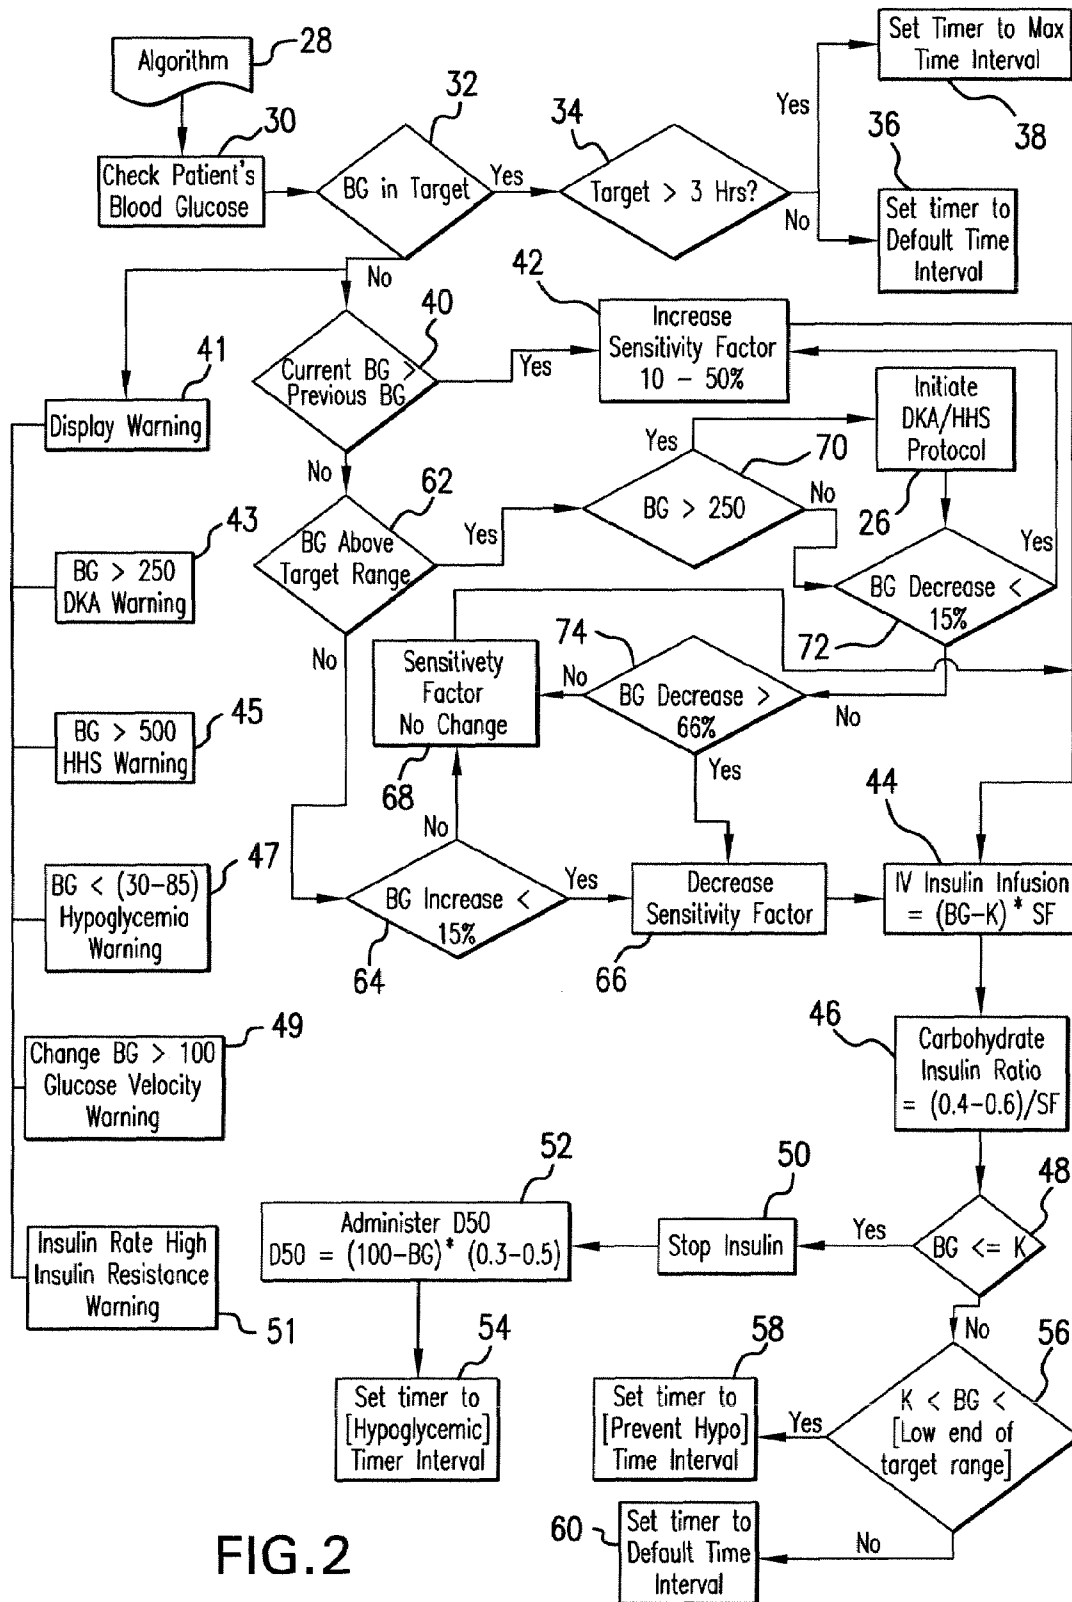 28
Algorithm
30
Check Patient's
Blood Glucose
32
BG in Target
Yes
34
Target > 3 Hrs?
Yes
Set Timer to Max
Time Interval
38
No
36
Set timer to
Default Time
Interval
No
40
Current BG >
Previous BG
Yes
42
Increase
Sensitivity Factor
10 – 50%
41
Display Warning
43
BG > 250
DKA Warning
45
BG > 500
HHS Warning
47
BG < (30–85)
Hypoglycemia
Warning
49
Change BG > 100
Glucose Velocity
Warning
Insulin Rate High
Insulin Resistance
Warning
51
No
62
BG Above
Target Range
Yes
70
BG > 250
Yes
Initiate
DKA/HHS
Protocol
26
No
BG Decrease <
15%
72
Yes
No
74
BG Decrease >
66%
No
Sensitivety
Factor
No Change
68
Yes
No
No
BG Increase <
15%
64
Yes
Decrease
Sensitivity Factor
66
44
IV Insulin Infusion
= (BG–K)* SF
46
Carbohydrate
Insulin Ratio
= (0.4–0.6)/SF
48
BG <= K
Yes
50
Stop Insulin
52
Administer D50
D50 = (100–BG)* (0.3–0.5)
54
Set timer to
[Hypoglycemic]
Timer Interval
No
56
K < BG <
[Low end of
target range]
Yes
58
Set timer to
[Prevent Hypo]
Time Interval
No
60
Set timer to
Default Time
Interval
FIG.2